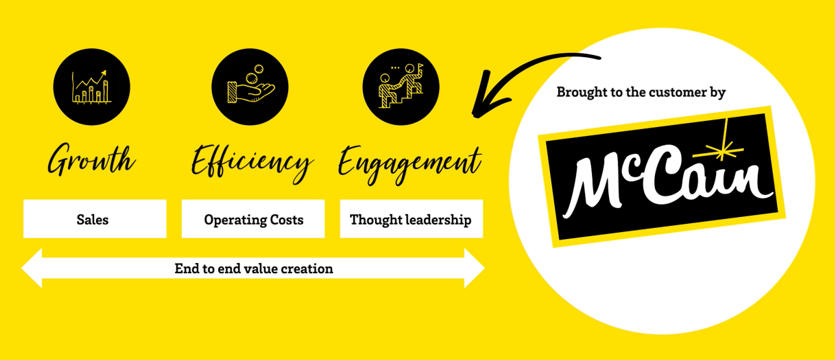 Growth
Efficiency
Engagement
Sales
Operating Costs
Thought leadership
End to end value creation
Brought to the customer by
McCain